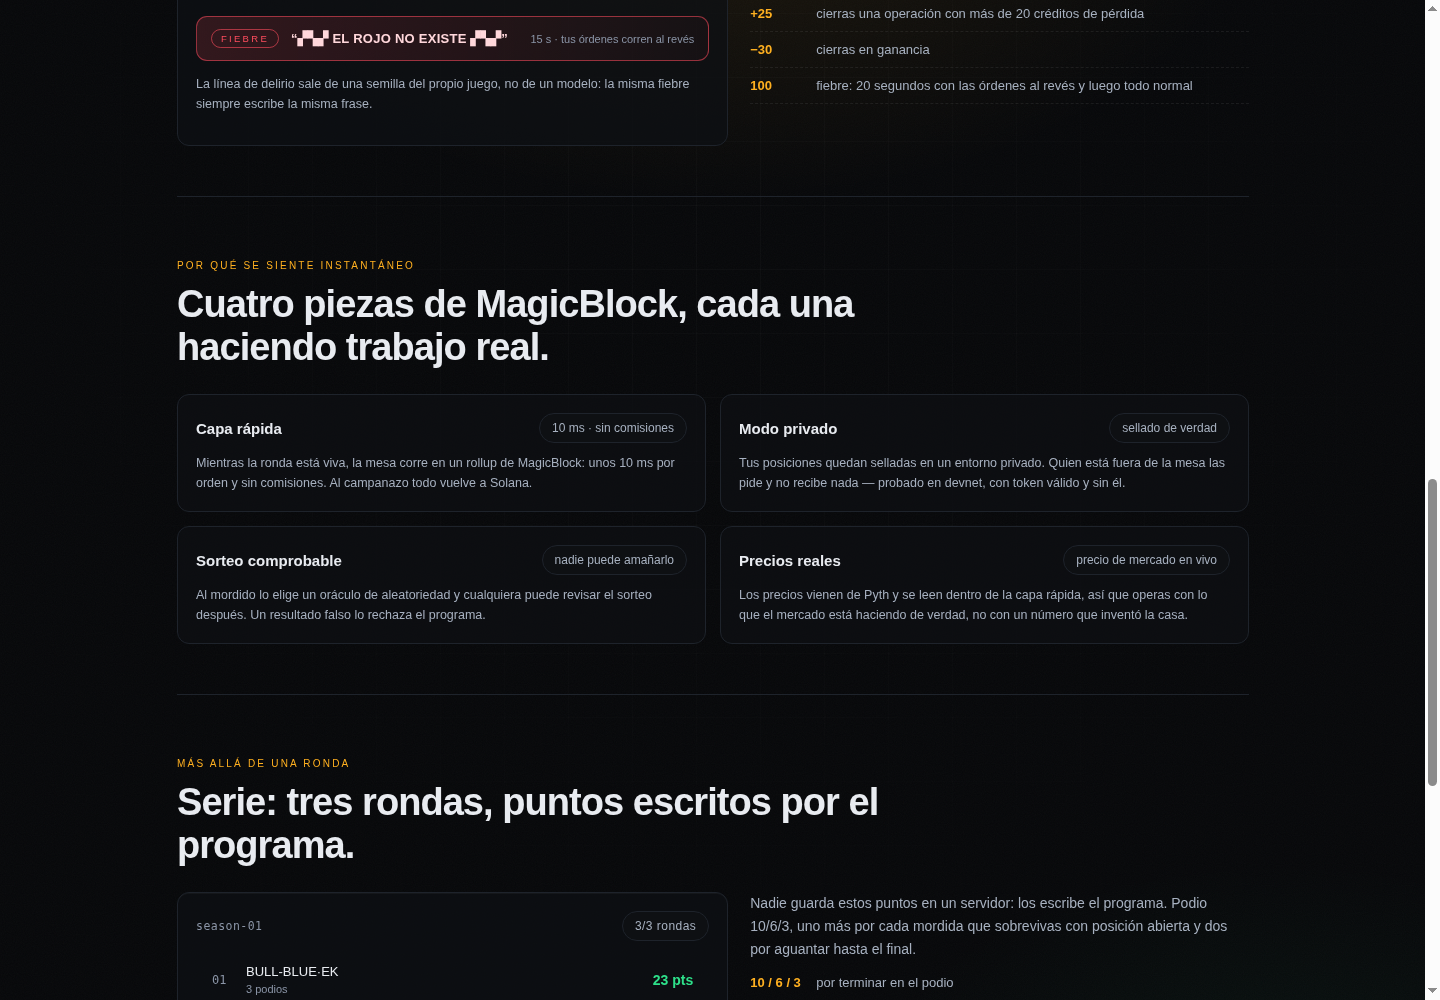 FIEBRE “▞▚▞ EL ROJO NO EXISTE ▞▚▞” 15 s · tus órdenes corren al revés
La línea de delirio sale de una semilla del propio juego, no de un modelo: la misma fiebre
siempre escribe la misma frase.
+25 cierras una operación con más de 20 créditos de pérdida
−30 cierras en ganancia
100 fiebre: 20 segundos con las órdenes al revés y luego todo normal
POR QUÉ SE SIENTE INSTANTÁNEO
Cuatro piezas de MagicBlock, cada una
haciendo trabajo real.
Capa rápida
10 ms · sin comisiones
Mientras la ronda está viva, la mesa corre en un rollup de MagicBlock: unos 10 ms por
orden y sin comisiones. Al campanazo todo vuelve a Solana.
Modo privado
sellado de verdad
Tus posiciones quedan selladas en un entorno privado. Quien está fuera de la mesa las
pide y no recibe nada — probado en devnet, con token válido y sin él.
Sorteo comprobable
nadie puede amañarlo
Al mordido lo elige un oráculo de aleatoriedad y cualquiera puede revisar el sorteo
después. Un resultado falso lo rechaza el programa.
Precios reales
precio de mercado en vivo
Los precios vienen de Pyth y se leen dentro de la capa rápida, así que operas con lo
que el mercado está haciendo de verdad, no con un número que inventó la casa.
MÁS ALLÁ DE UNA RONDA
Serie: tres rondas, puntos escritos por el
programa.
season-01
3/3 rondas
01 BULL-BLUE·EK 23 pts
3 podios
Nadie guarda estos puntos en un servidor: los escribe el programa. Podio
10/6/3, uno más por cada mordida que sobrevivas con posición abierta y dos
por aguantar hasta el final.
10 / 6 / 3 por terminar en el podio